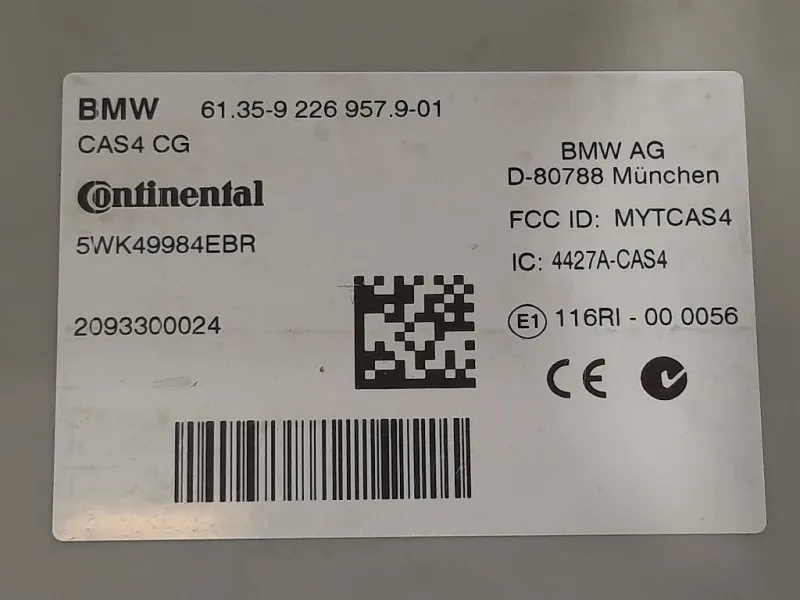 BMW 61.35-9 226 957.9-01
CAS4 CG
Continental
5WK49984EBR
2093300024
BMW AG
D-80788 München
FCC ID: MYTCAS4
IC: 4427A-CAS4
E1 116RI - 00 0056
CE